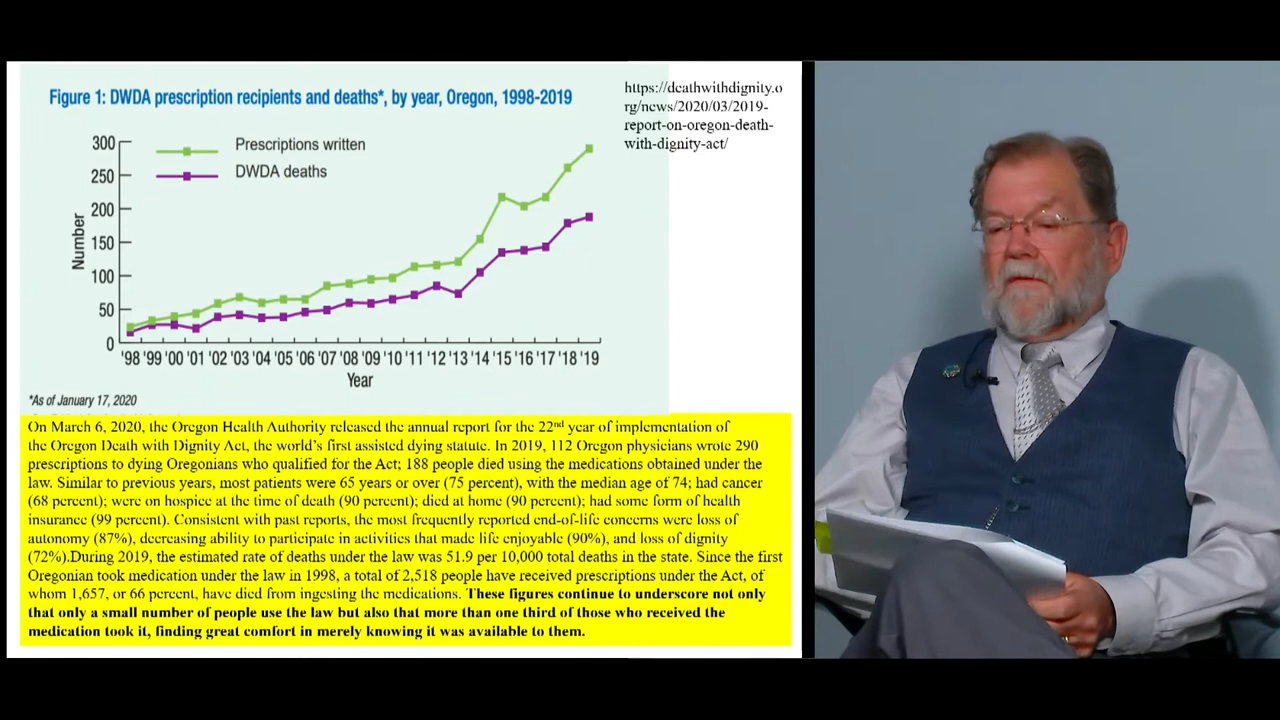 Figure 1: DWDA prescription recipients and deaths*, by year, Oregon, 1998-2019
https://deathwithdignity.o
rg/news/2020/03/2019-
report-on-oregon-death-
with-dignity-act/
Prescriptions written
DWDA deaths
300
250
200
150
100
50
0
Number
'98 '99 '00 '01 '02 '03 '04 '05 '06 '07 '08 '09 '10 '11 '12 '13 '14 '15 '16 '17 '18 '19
Year
*As of January 17, 2020
On March 6, 2020, the Oregon Health Authority released the annual report for the 22nd year of implementation of
the Oregon Death with Dignity Act, the world's first assisted dying statute. In 2019, 112 Oregon physicians wrote 290
prescriptions to dying Oregonians who qualified for the Act; 188 people died using the medications obtained under the
law. Similar to previous years, most patients were 65 years or over (75 percent), with the median age of 74; had cancer
(68 percent); were on hospice at the time of death (90 percent); died at home (90 percent); had some form of health
insurance (99 percent). Consistent with past reports, the most frequently reported end-of-life concerns were loss of
autonomy (87%), decreasing ability to participate in activities that made life enjoyable (90%), and loss of dignity
(72%).During 2019, the estimated rate of deaths under the law was 51.9 per 10,000 total deaths in the state. Since the first
Oregonian took medication under the law in 1998, a total of 2,518 people have received prescriptions under the Act, of
whom 1,657, or 66 percent, have died from ingesting the medications. These figures continue to underscore not only
that only a small number of people use the law but also that more than one third of those who received the
medication took it, finding great comfort in merely knowing it was available to them.